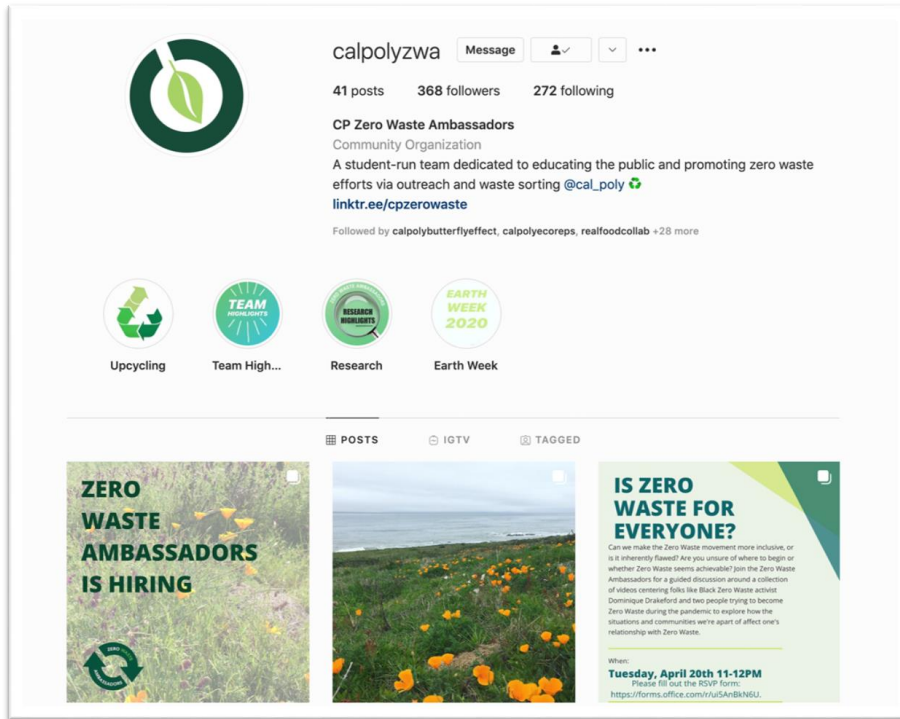 calpolyzwa Message
41 posts 368 followers 272 following
CP Zero Waste Ambassadors
Community Organization
A student-run team dedicated to educating the public and promoting zero waste
efforts via outreach and waste sorting @cal_poly
linktr.ee/cpzerowaste
Followed by calpolybutterflyeffect, calpolyecoreps, realfoodcollab +28 more
TEAM
HIGHLIGHTS
ZERO WASTE AMBASSADORS
RESEARCH
HIGHLIGHTS
EARTH
WEEK
2020
Upcycling Team High... Research Earth Week
POSTS IGTV TAGGED
ZERO
WASTE
AMBASSADORS
IS HIRING
ZERO WASTE
AMBASSADORS
IS ZERO
WASTE FOR
EVERYONE?
Can we make the Zero Waste movement more inclusive, or
is it inherently flawed? Are you unsure of where to begin or
whether Zero Waste seems achievable? Join the Zero Waste
Ambassadors for a guided discussion around a collection
of videos centering folks like Black Zero Waste activist
Dominique Drakeford and two people trying to become
Zero Waste during the pandemic to explore how the
situations and communities we're apart of affect one's
relationship with Zero Waste.
When:
Tuesday, April 20th 11-12PM
Please fill out the RSVP form:
https://forms.office.com/r/ui5AnBkN6U.